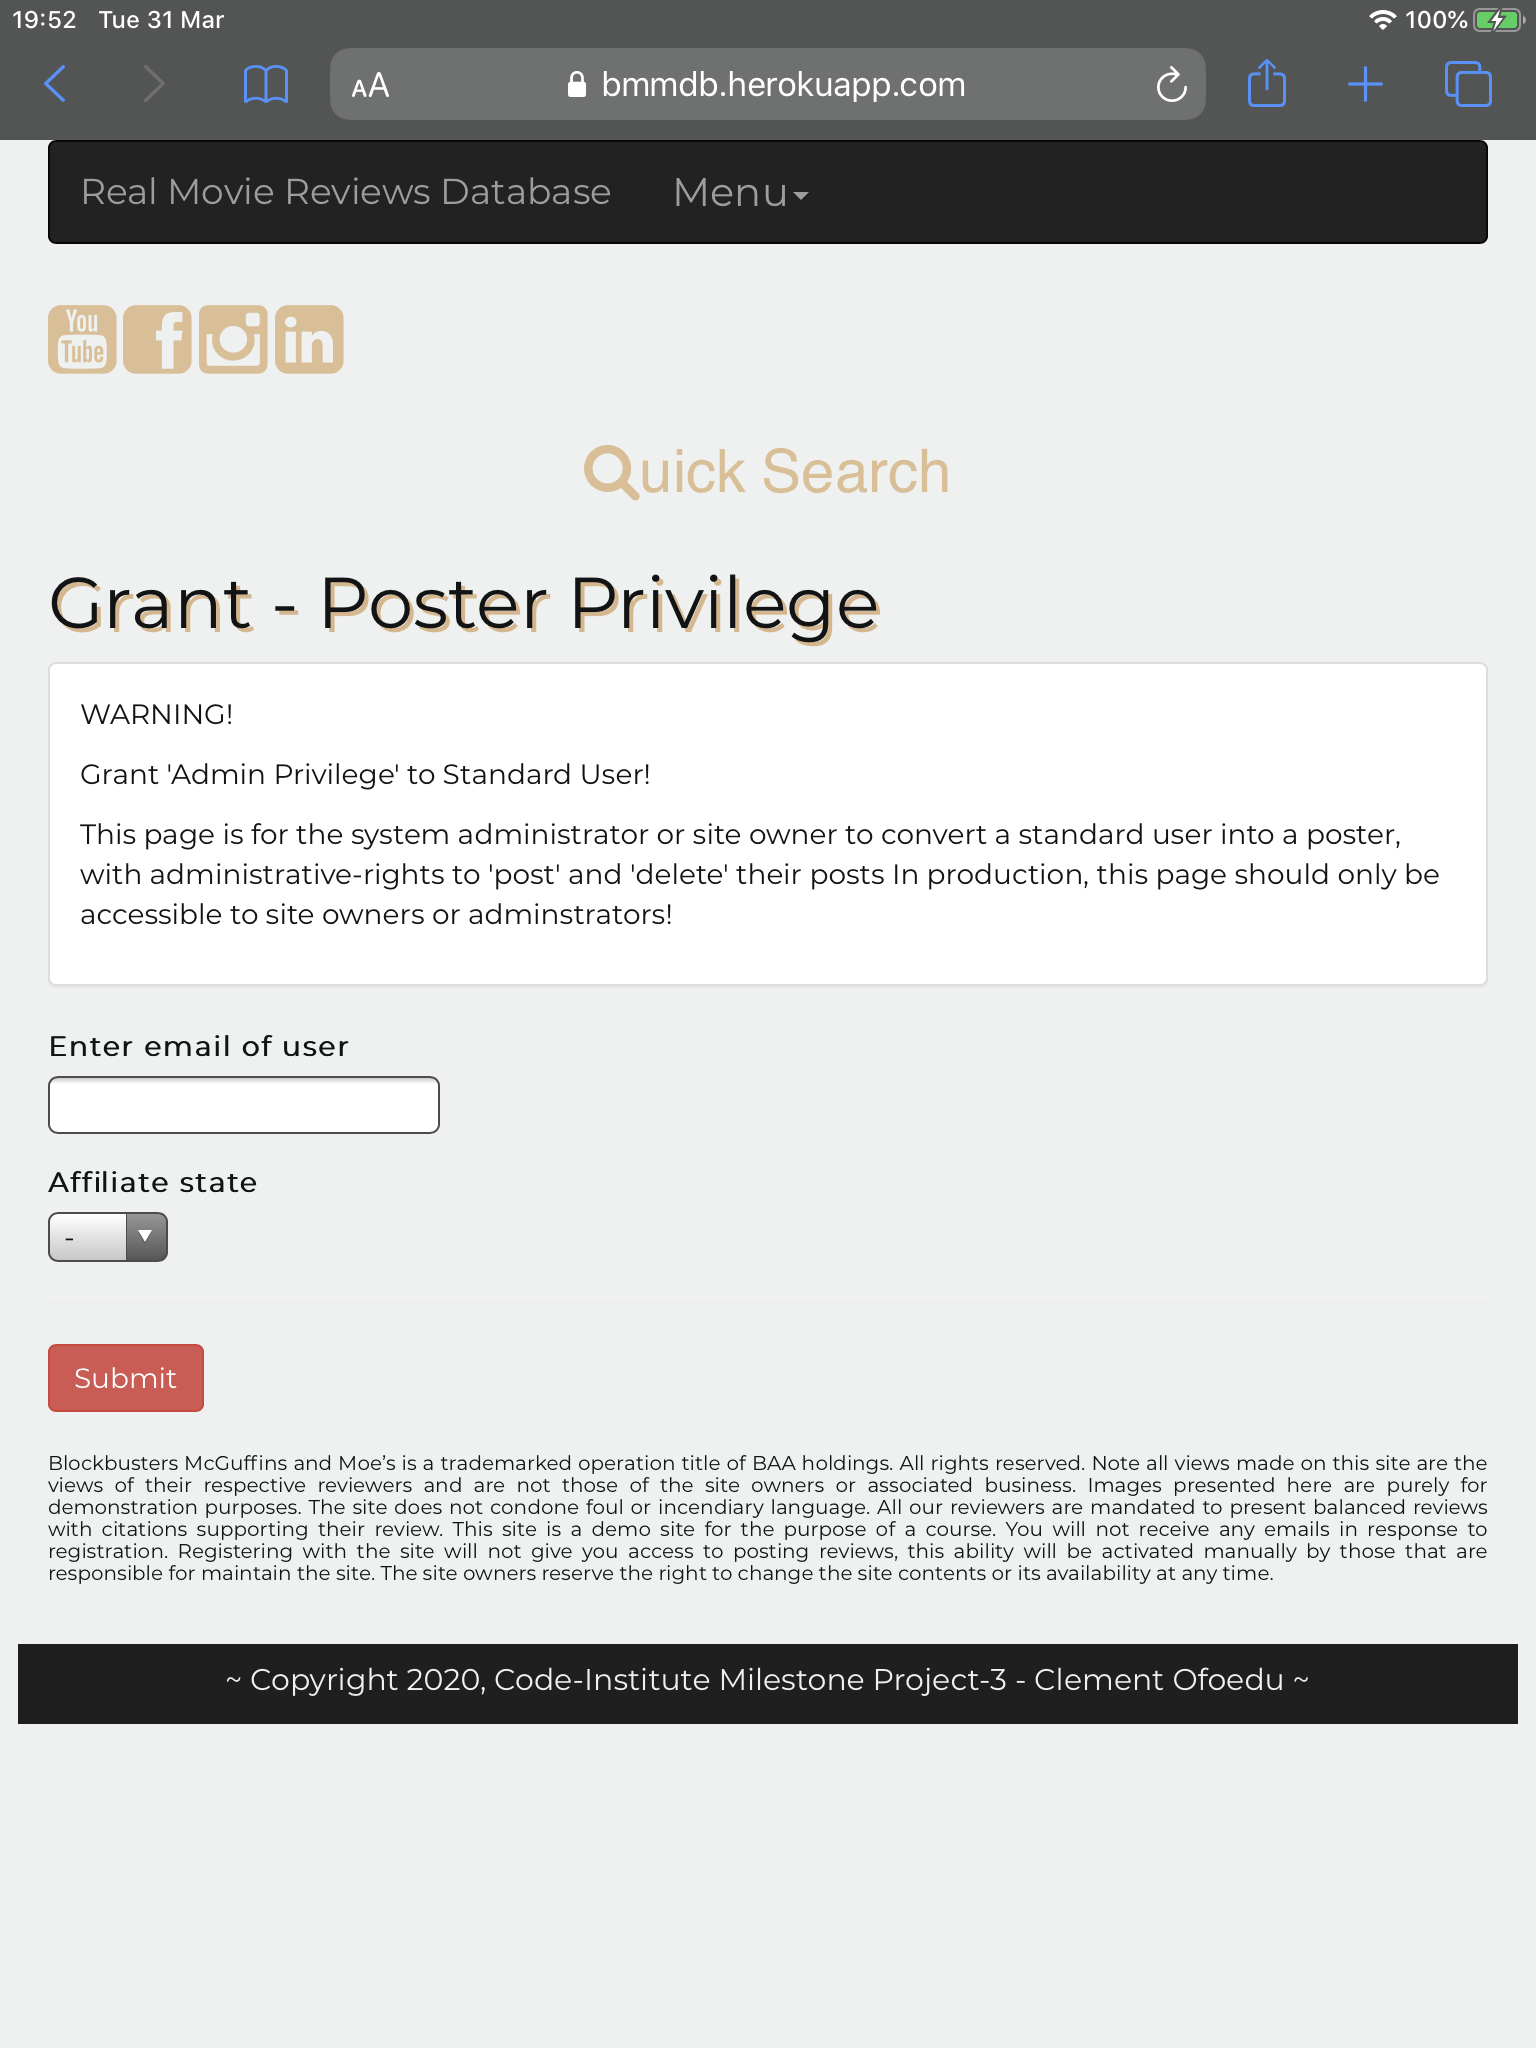 19:52 Tue 31 Mar 100%
AA bmmdb.herokuapp.com
Real Movie Reviews Database Menu
You
Tube f in
Quick Search
Grant - Poster Privilege
WARNING!
Grant 'Admin Privilege' to Standard User!
This page is for the system administrator or site owner to convert a standard user into a poster,
with administrative-rights to 'post' and 'delete' their posts In production, this page should only be
accessible to site owners or adminstrators!
Enter email of user
Affiliate state
-
Submit
Blockbusters McGuffins and Moe’s is a trademarked operation title of BAA holdings. All rights reserved. Note all views made on this site are the
views of their respective reviewers and are not those of the site owners or associated business. Images presented here are purely for
demonstration purposes. The site does not condone foul or incendiary language. All our reviewers are mandated to present balanced reviews
with citations supporting their review. This site is a demo site for the purpose of a course. You will not receive any emails in response to
registration. Registering with the site will not give you access to posting reviews, this ability will be activated manually by those that are
responsible for maintain the site. The site owners reserve the right to change the site contents or its availability at any time.
~ Copyright 2020, Code-Institute Milestone Project-3 - Clement Ofoedu ~